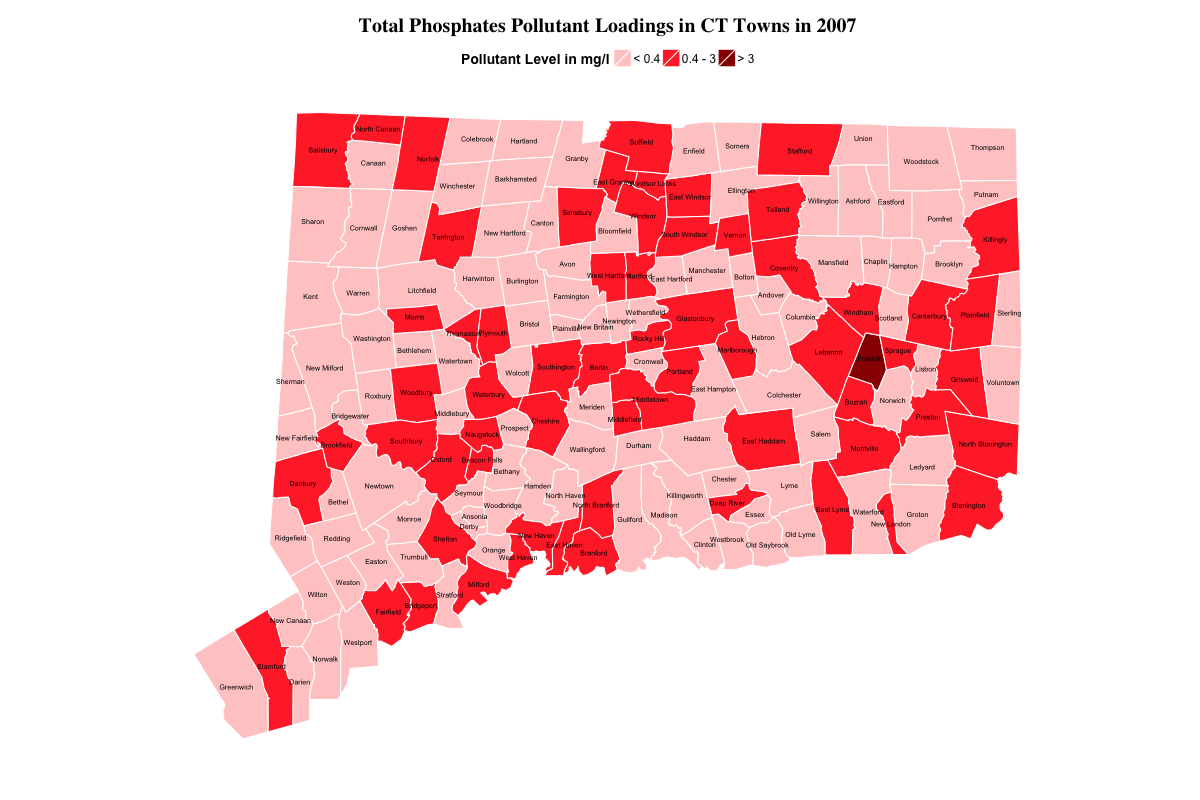 Total Phosphates Pollutant Loadings in CT Towns in 2007
Pollutant Level in mg/l < 0.4 0.4 - 3 > 3
North Canaan
Colebrook
Hartland
Salisbury
Canaan
Norfolk
Granby
Suffield
Enfield
Somers
Stafford
Union
Woodstock
Thompson
Winchester
Barkhamsted
East Granby
Windsor Locks
East Windsor
Ellington
Tolland
Willington
Ashford
Eastford
Pomfret
Putnam
Sharon
Cornwall
Goshen
Torrington
New Hartford
Canton
Simsbury
Bloomfield
Windsor
South Windsor
Vernon
Killingly
Avon
West Hartford
Hartford
East Hartford
Manchester
Bolton
Coventry
Mansfield
Chaplin
Hampton
Brooklyn
Kent
Warren
Litchfield
Harwinton
Burlington
Farmington
Andover
Morris
Thomaston
Plymouth
Bristol
Plainville
New Britain
Newington
Wethersfield
Glastonbury
Hebron
Columbia
Windham
Scotland
Canterbury
Plainfield
Sterling
Washington
Bethlehem
Watertown
Wolcott
Southington
Berlin
Rocky Hill
Cromwell
Portland
Marlborough
Lebanon
Franklin
Sprague
Lisbon
Griswold
Voluntown
Sherman
New Milford
Roxbury
Woodbury
Waterbury
Middlebury
Meriden
Middletown
Middlefield
East Hampton
Colchester
Bozrah
Norwich
Preston
New Fairfield
Bridgewater
Brookfield
Southbury
Naugatuck
Prospect
Cheshire
Wallingford
Durham
Haddam
East Haddam
Salem
Montville
Ledyard
North Stonington
Danbury
Bethel
Newtown
Oxford
Beacon Falls
Bethany
Seymour
Woodbridge
Hamden
North Haven
North Branford
Guilford
Madison
Killingworth
Chester
Deep River
Essex
Lyme
East Lyme
Waterford
New London
Groton
Stonington
Ridgefield
Redding
Monroe
Ansonia
Derby
Shelton
Orange
New Haven
West Haven
East Haven
Branford
Clinton
Westbrook
Old Saybrook
Old Lyme
Easton
Trumbull
Weston
Wilton
Milford
Stratford
Bridgeport
Fairfield
New Canaan
Westport
Norwalk
Stamford
Darien
Greenwich